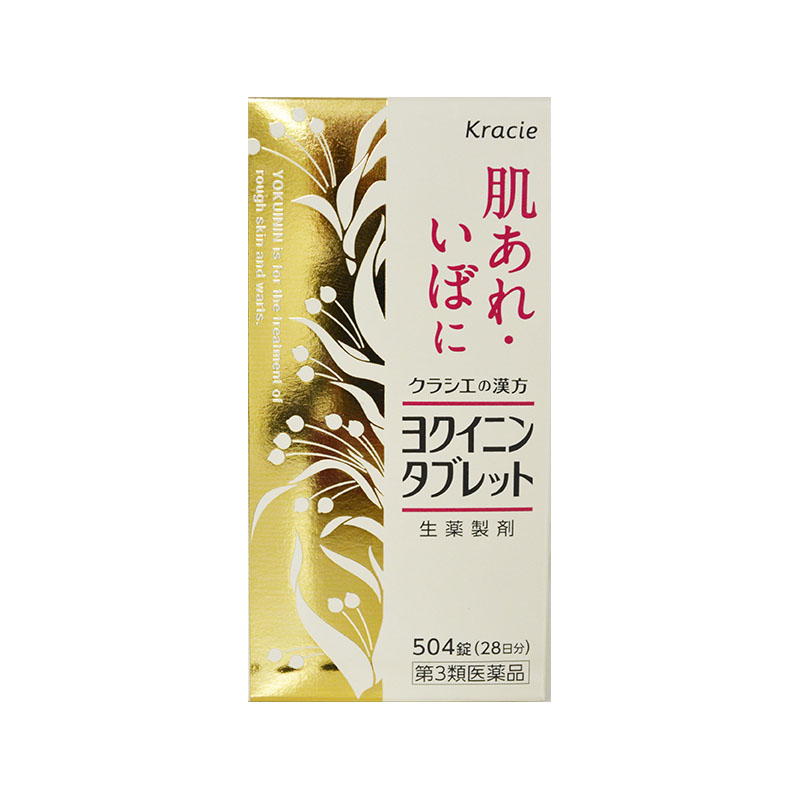 Kracie
肌あれ・
いぼに
クラシエの漢方
ヨクイニン
タブレット
生薬製剤
504錠(28日分)
第3類医薬品
YOKUININ is for the treatment of
rough skin and warts.